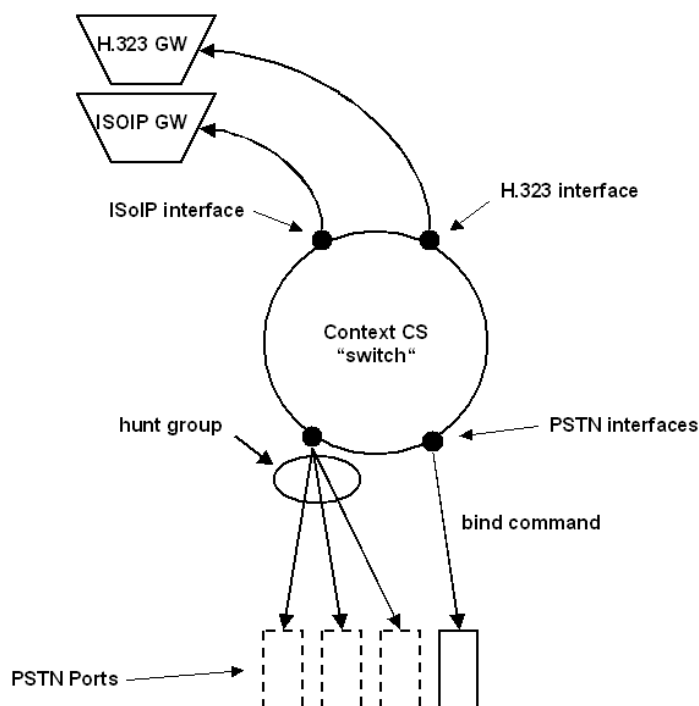 H.323 GW
ISOIP GW
ISoIP interface
H.323 interface
Context CS
“switch“
hunt group
PSTN interfaces
bind command
PSTN Ports